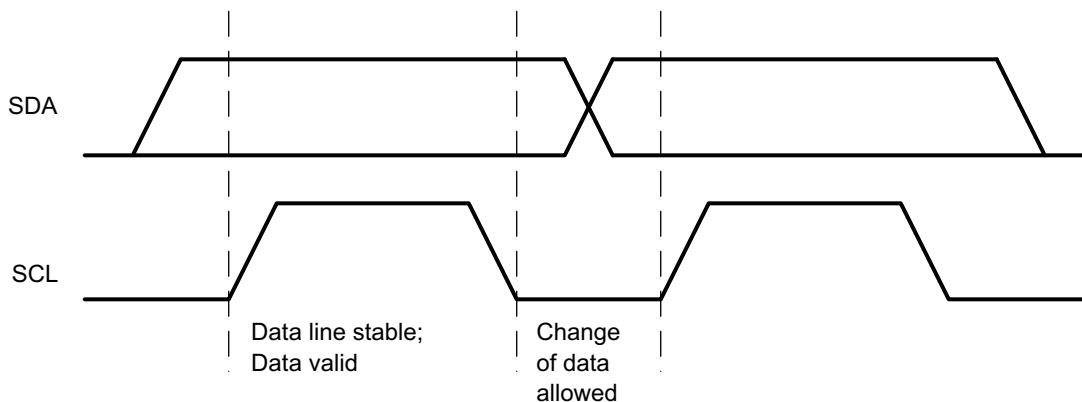 SDA
SCL
Data line stable;
Data valid
Change
of data
allowed